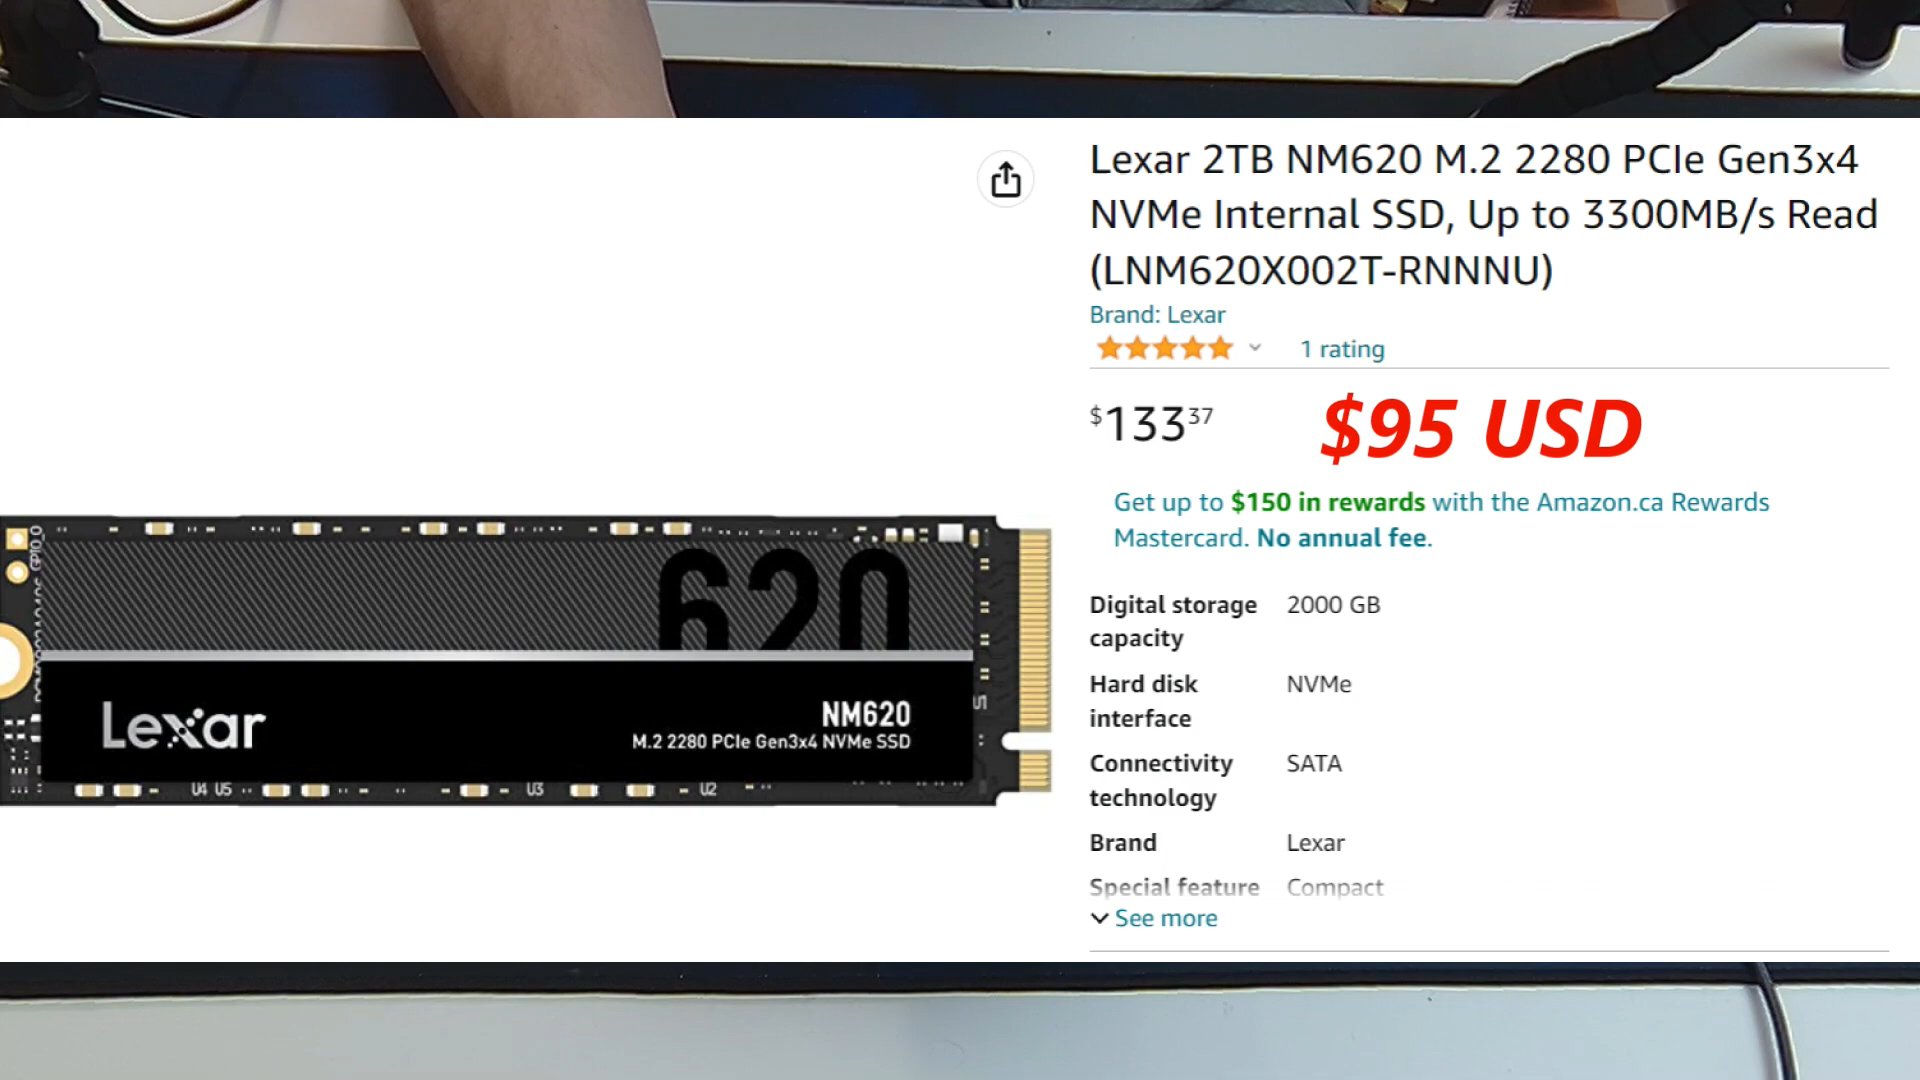 Lexar 2TB NM620 M.2 2280 PCIe Gen3x4
NVMe Internal SSD, Up to 3300MB/s Read
(LNM620X002T-RNNNU)
Brand: Lexar
1 rating
$133 37
$95 USD
Get up to $150 in rewards with the Amazon.ca Rewards
Mastercard. No annual fee.
Digital storage capacity 2000 GB
Hard disk interface NVMe
Connectivity technology SATA
Brand Lexar
Special feature Compact
See more
620
Lexar
NM620
M.2 2280 PCIe Gen3x4 NVMe SSD
U1
U4 U5
U3
U2